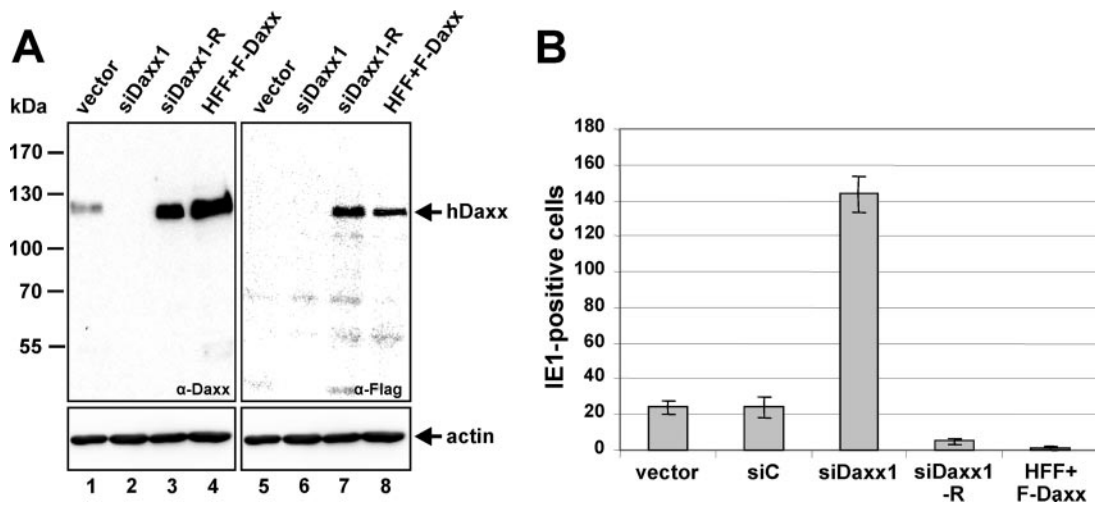 A
kDa
vector
siDaxx1
siDaxx1-R
HFF+F-Daxx
vector
siDaxx1
siDaxx1-R
HFF+F-Daxx
170
130
100
70
55
hDaxx
α-Daxx
α-Flag
actin
1 2 3 4 5 6 7 8
B
IE1-positive cells
180
160
140
120
100
80
60
40
20
0
vector siC siDaxx1 siDaxx1 HFF+
-R F-Daxx